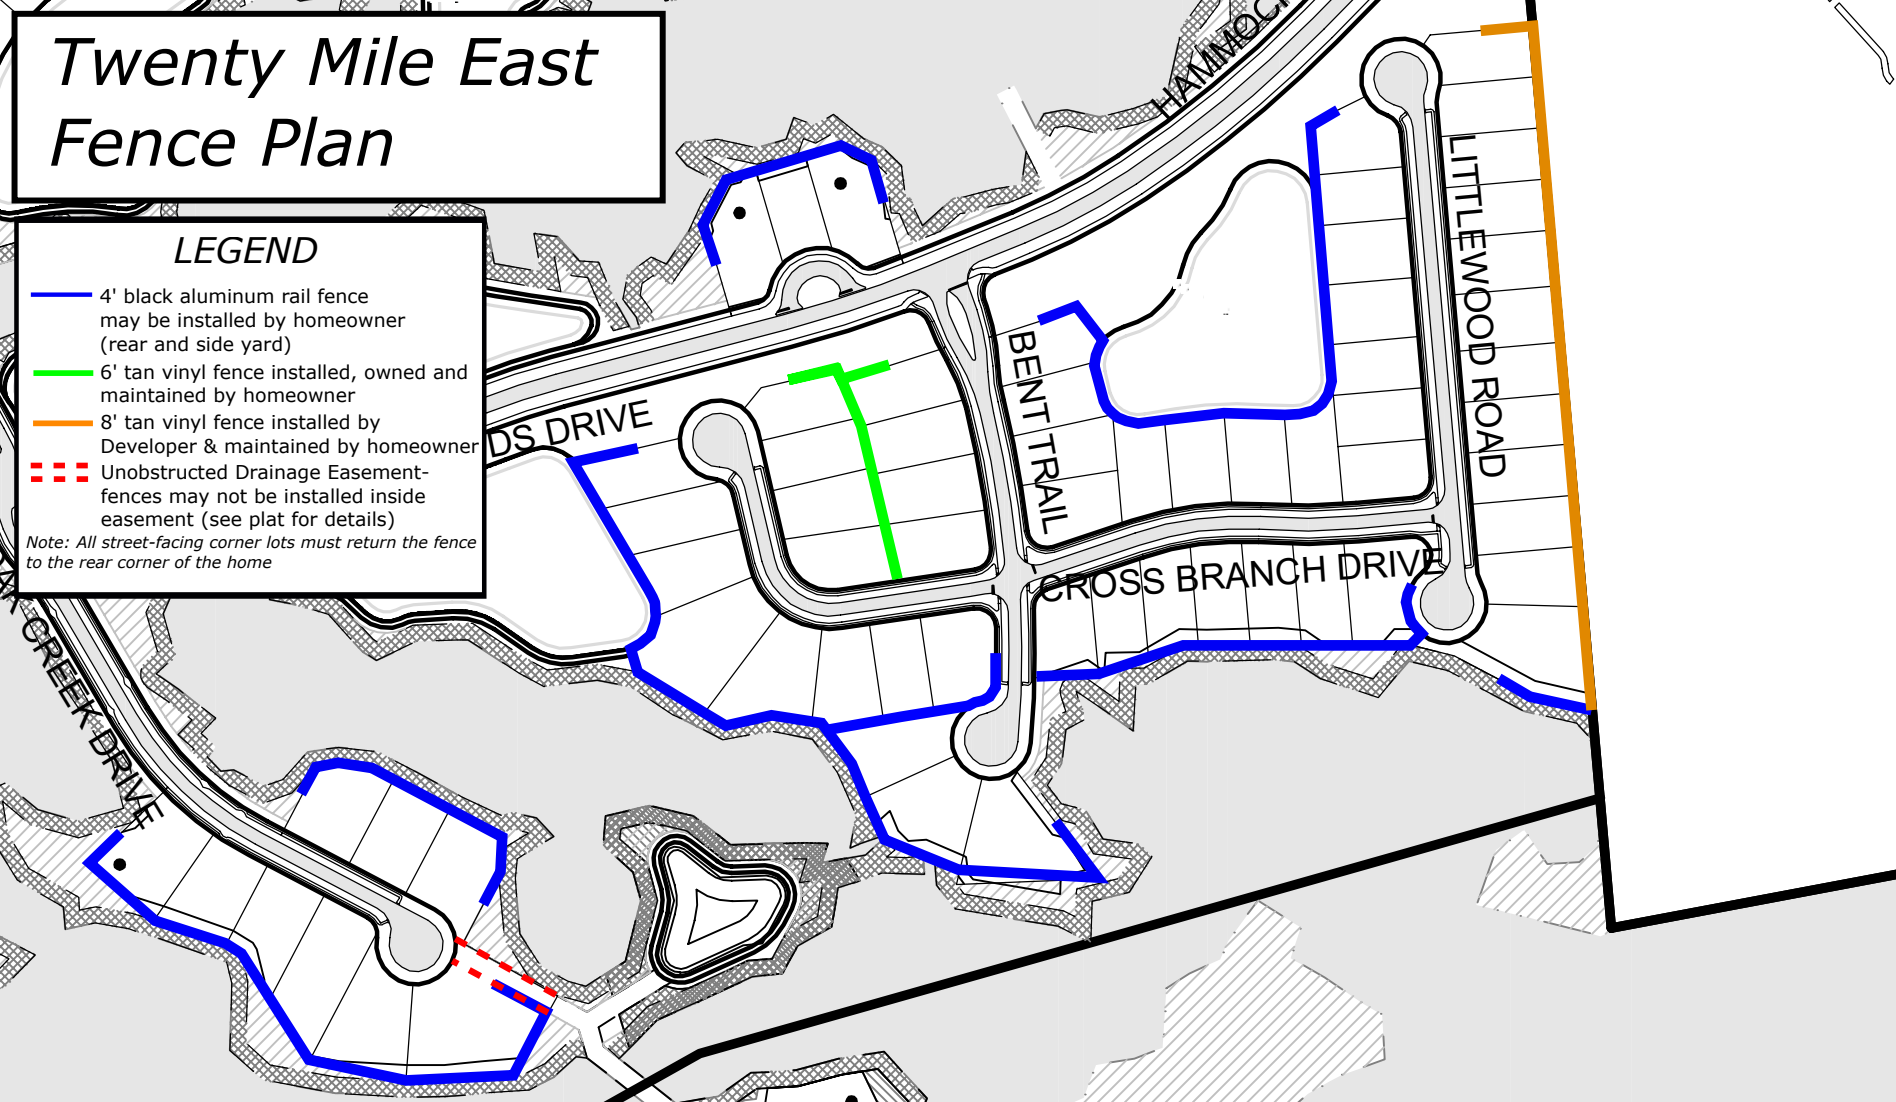 Twenty Mile East
Fence Plan
LEGEND
4' black aluminum rail fence
may be installed by homeowner
(rear and side yard)
6' tan vinyl fence installed, owned and
maintained by homeowner
8' tan vinyl fence installed by
Developer & maintained by homeowner
Unobstructed Drainage Easement-
fences may not be installed inside
easement (see plat for details)
Note: All street-facing corner lots must return the fence
to the rear corner of the home
HAMMOC
DS DRIVE
BENT TRAIL
LITTLEWOOD ROAD
CROSS BRANCH DRIVE
CREEK DRIVE